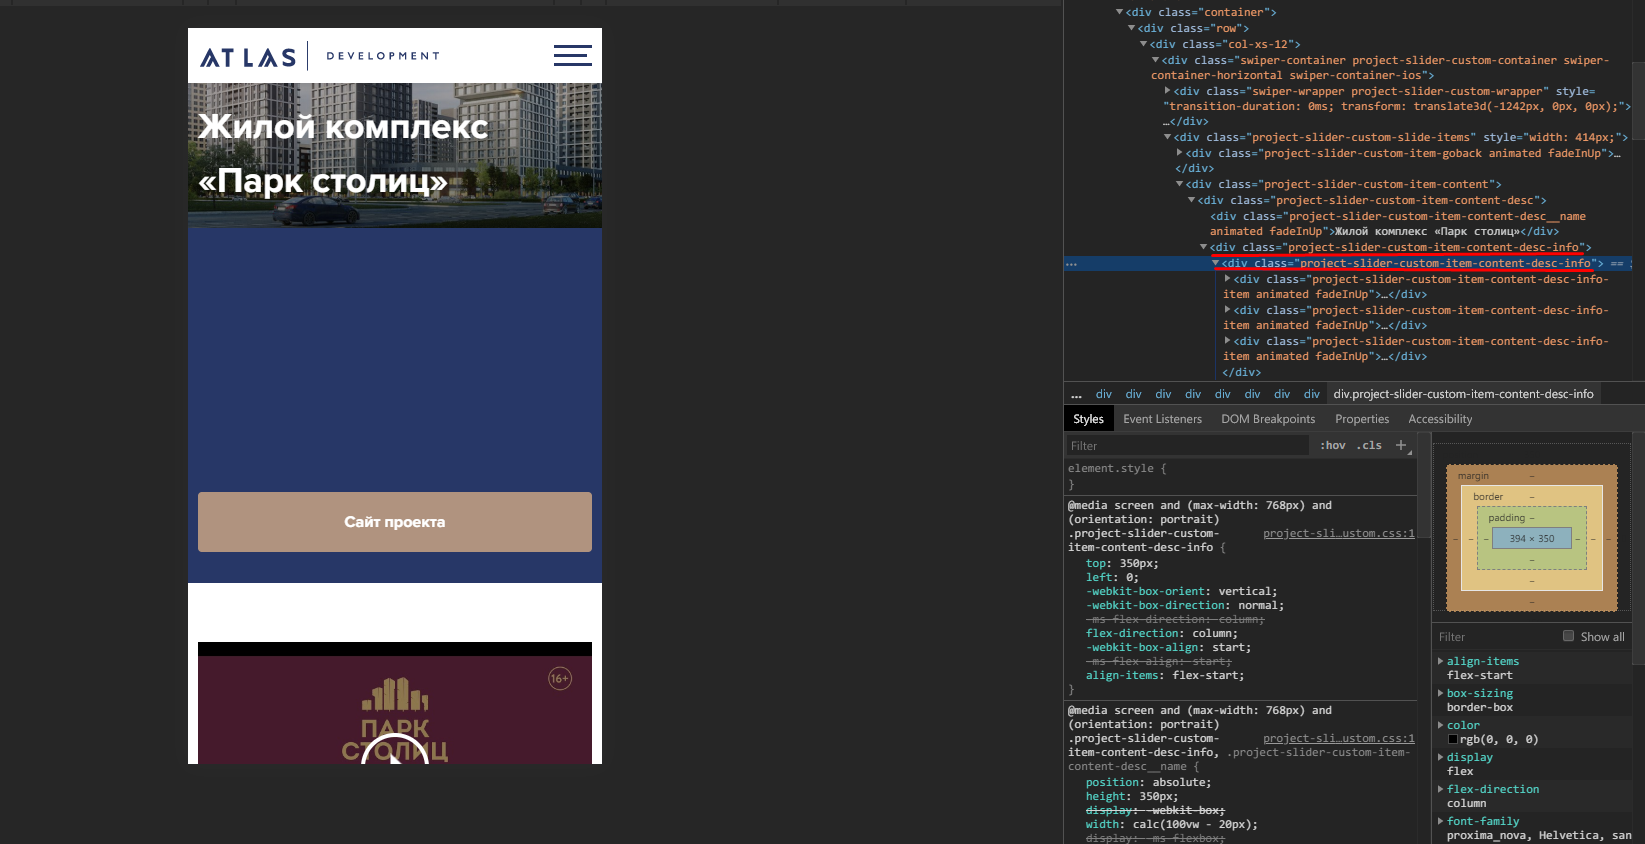 ATLAS DEVELOPMENT
Жилой комплекс
«Парк столиц»
Сайт проекта
16+
ПАРК
СТОЛИЦ
<div class="container">
<div class="row">
<div class="col-xs-12">
<div class="swiper-container project-slider-custom-container swiper-
container-horizontal swiper-container-ios">
<div class="swiper-wrapper project-slider-custom-wrapper" style=
"transition-duration: 0ms; transform: translate3d(-1242px, 0px, 0px);">
…</div>
<div class="project-slider-custom-slide-items" style="width: 414px;">
<div class="project-slider-custom-item-goback animated fadeInUp">…
</div>
<div class="project-slider-custom-item-content">
<div class="project-slider-custom-item-content-desc">
<div class="project-slider-custom-item-content-desc__name
animated fadeInUp">Жилой комплекс «Парк столиц»</div>
<div class="project-slider-custom-item-content-desc-info">
… <div class="project-slider-custom-item-content-desc-info"> ==
<div class="project-slider-custom-item-content-desc-info-
item animated fadeInUp">…</div>
<div class="project-slider-custom-item-content-desc-info-
item animated fadeInUp">…</div>
<div class="project-slider-custom-item-content-desc-info-
item animated fadeInUp">…</div>
</div>
… div div div div div div div div div.project-slider-custom-item-content-desc-info
Styles Event Listeners DOM Breakpoints Properties Accessibility
Filter :hov .cls +
element.style {
}
@media screen and (max-width: 768px) and
(orientation: portrait)
.project-slider-custom- project-sl…ustom.css:1
item-content-desc-info {
top: 350px;
left: 0;
-webkit-box-orient: vertical;
-webkit-box-direction: normal;
-ms-flex-direction: column;
flex-direction: column;
-webkit-box-align: start;
-ms-flex-align: start;
align-items: flex-start;
}
@media screen and (max-width: 768px) and
(orientation: portrait)
.project-slider-custom- project-sli…ustom.css:1
item-content-desc-info, .project-slider-custom-item-
content-desc__name {
position: absolute;
height: 350px;
display: -webkit-box;
width: calc(100vw - 20px);
display: -ms-flexbox;
margin –
border –
padding –
– – – 394 × 350 – – –
–
–
–
Filter Show all
align-items
flex-start
box-sizing
border-box
color
rgb(0, 0, 0)
display
flex
flex-direction
column
font-family
proxima_nova, Helvetica, san